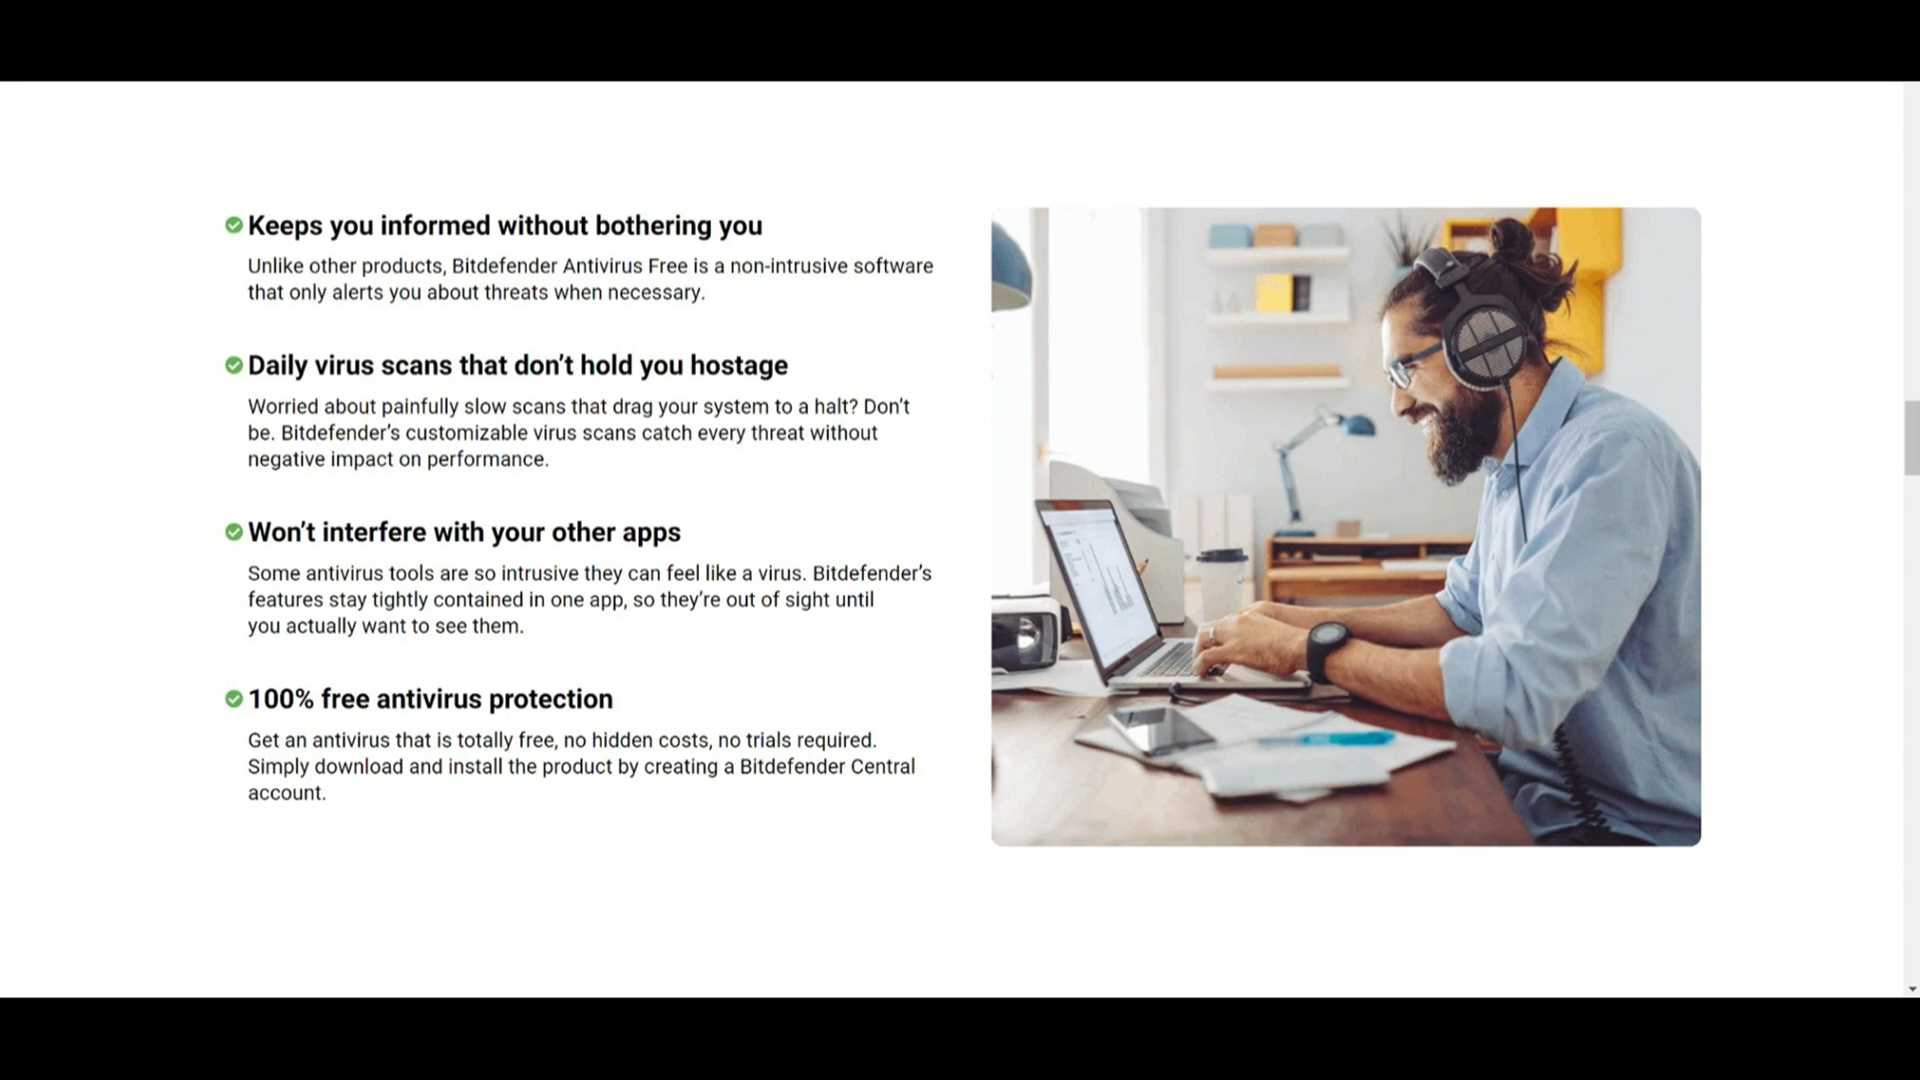 Keeps you informed without bothering you
Unlike other products, Bitdefender Antivirus Free is a non-intrusive software
that only alerts you about threats when necessary.
Daily virus scans that don’t hold you hostage
Worried about painfully slow scans that drag your system to a halt? Don’t
be. Bitdefender’s customizable virus scans catch every threat without
negative impact on performance.
Won’t interfere with your other apps
Some antivirus tools are so intrusive they can feel like a virus. Bitdefender’s
features stay tightly contained in one app, so they’re out of sight until
you actually want to see them.
100% free antivirus protection
Get an antivirus that is totally free, no hidden costs, no trials required.
Simply download and install the product by creating a Bitdefender Central
account.